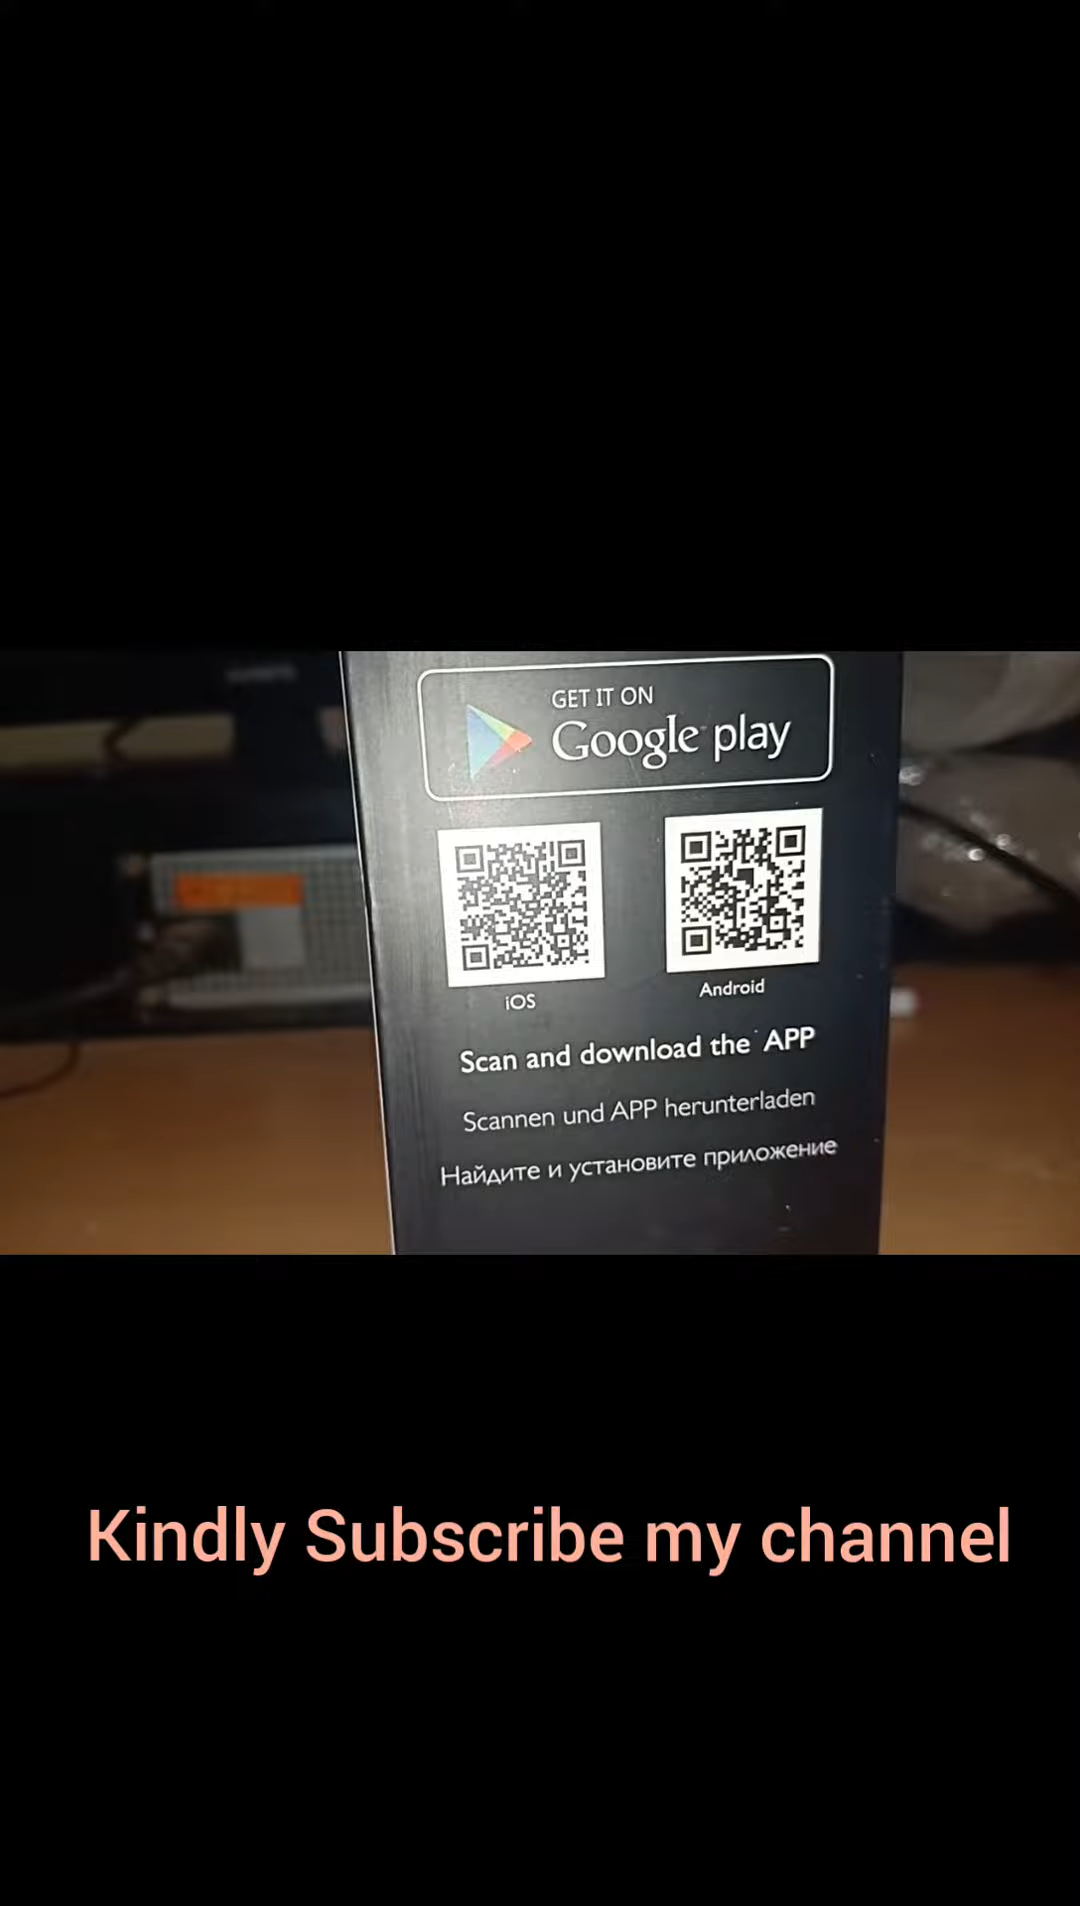 GET IT ON
Google play
iOS
Android
Scan and download the APP
Scannen und APP herunterladen
Найдите и установите приложение
Kindly Subscribe my channel